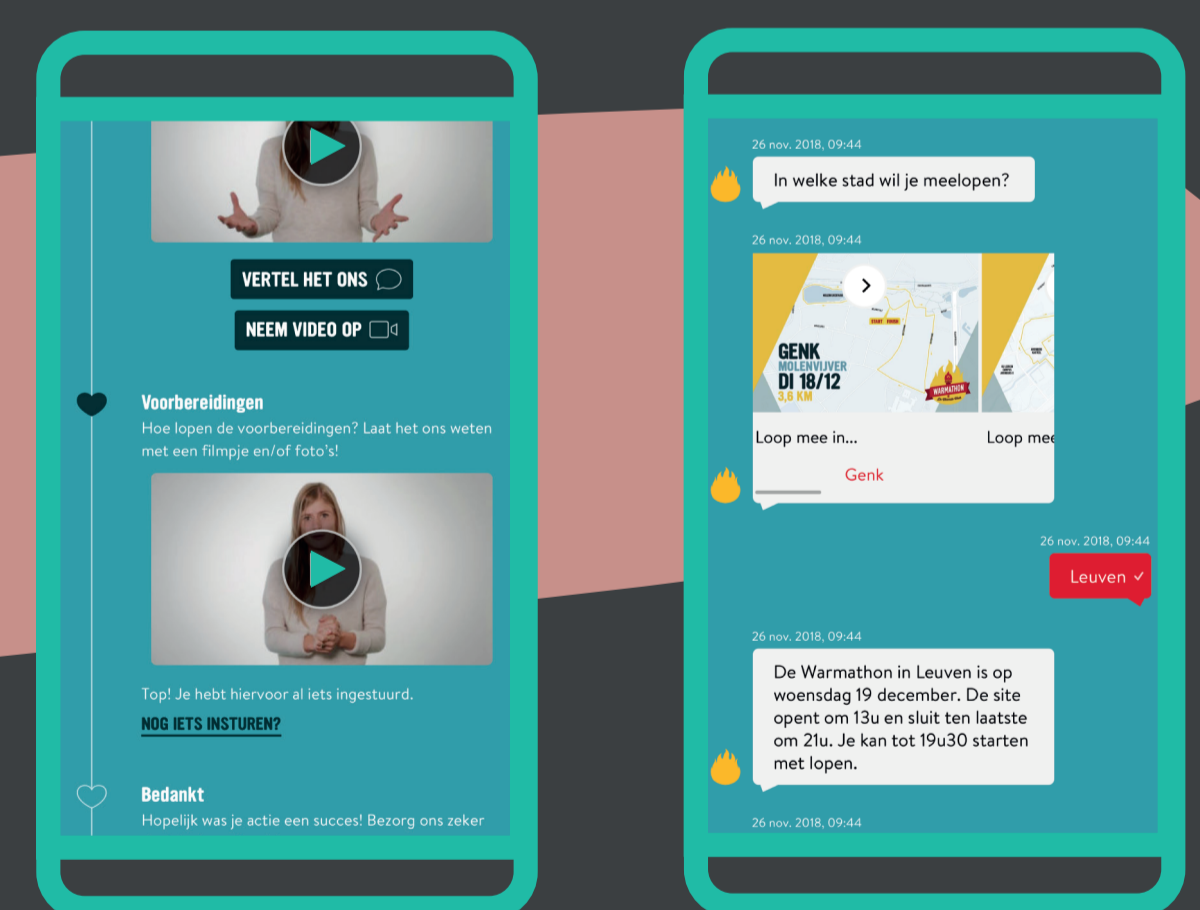 VERTEL HET ONS
NEEM VIDEO OP
Voorbereidingen
Hoe lopen de voorbereidingen? Laat het ons weten
met een filmpje en/of foto's!
Top! Je hebt hiervoor al iets ingestuurd.
NOG IETS INSTUREN?
Bedankt
Hopelijk was je actie een succes! Bezorg ons zeker
26 nov. 2018, 09:44
In welke stad wil je meelopen?
26 nov. 2018, 09:44
START FINISH
GENK
MOLENVIJVER
DI 18/12
3,6 KM
WARMATHON
Loop mee in...
Loop mee
Genk
26 nov. 2018, 09:44
Leuven
26 nov. 2018, 09:44
De Warmathon in Leuven is op
woensdag 19 december. De site
opent om 13u en sluit ten laatste
om 21u. Je kan tot 19u30 starten
met lopen.
26 nov. 2018, 09:44